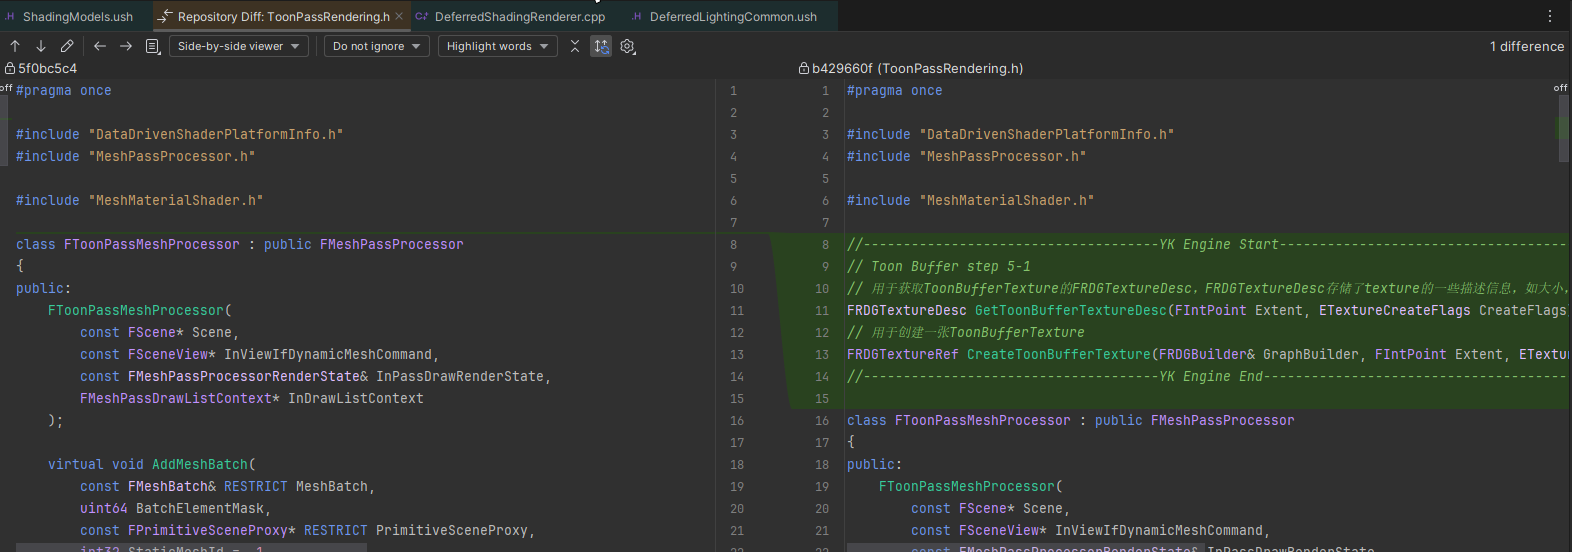 ShadingModels.ush
Repository Diff: ToonPassRendering.h
DeferredShadingRenderer.cpp
DeferredLightingCommon.ush
Side-by-side viewer
Do not ignore
Highlight words
1 difference
5f0bc5c4
b429660f (ToonPassRendering.h)
off
#pragma once
#include "DataDrivenShaderPlatformInfo.h"
#include "MeshPassProcessor.h"
#include "MeshMaterialShader.h"
class FToonPassMeshProcessor : public FMeshPassProcessor
{
public:
FToonPassMeshProcessor(
const FScene* Scene,
const FSceneView* InViewIfDynamicMeshCommand,
const FMeshPassProcessorRenderState& InPassDrawRenderState,
FMeshPassDrawListContext* InDrawListContext
);
virtual void AddMeshBatch(
const FMeshBatch& RESTRICT MeshBatch,
uint64 BatchElementMask,
const FPrimitiveSceneProxy* RESTRICT PrimitiveSceneProxy,
1 1
2 2
3 3
4 4
5 5
6 6
7 7
8 8
9 9
10 10
11 11
12 12
13 13
14 14
15 15
16 16
17 17
18 18
19 19
20 20
21 21
off
#pragma once
#include "DataDrivenShaderPlatformInfo.h"
#include "MeshPassProcessor.h"
#include "MeshMaterialShader.h"
//-------------------------------------YK Engine Start------------------------------------
// Toon Buffer step 5-1
// 用于获取ToonBufferTexture的FRDGTextureDesc，FRDGTextureDesc存储了texture的一些描述信息，如大小，
FRDGTextureDesc GetToonBufferTextureDesc(FIntPoint Extent, ETextureCreateFlags CreateFlags
// 用于创建一张ToonBufferTexture
FRDGTextureRef CreateToonBufferTexture(FRDGBuilder& GraphBuilder, FIntPoint Extent, ETextur
//-------------------------------------YK Engine End--------------------------------------
class FToonPassMeshProcessor : public FMeshPassProcessor
{
public:
FToonPassMeshProcessor(
const FScene* Scene,
const FSceneView* InViewIfDynamicMeshCommand,